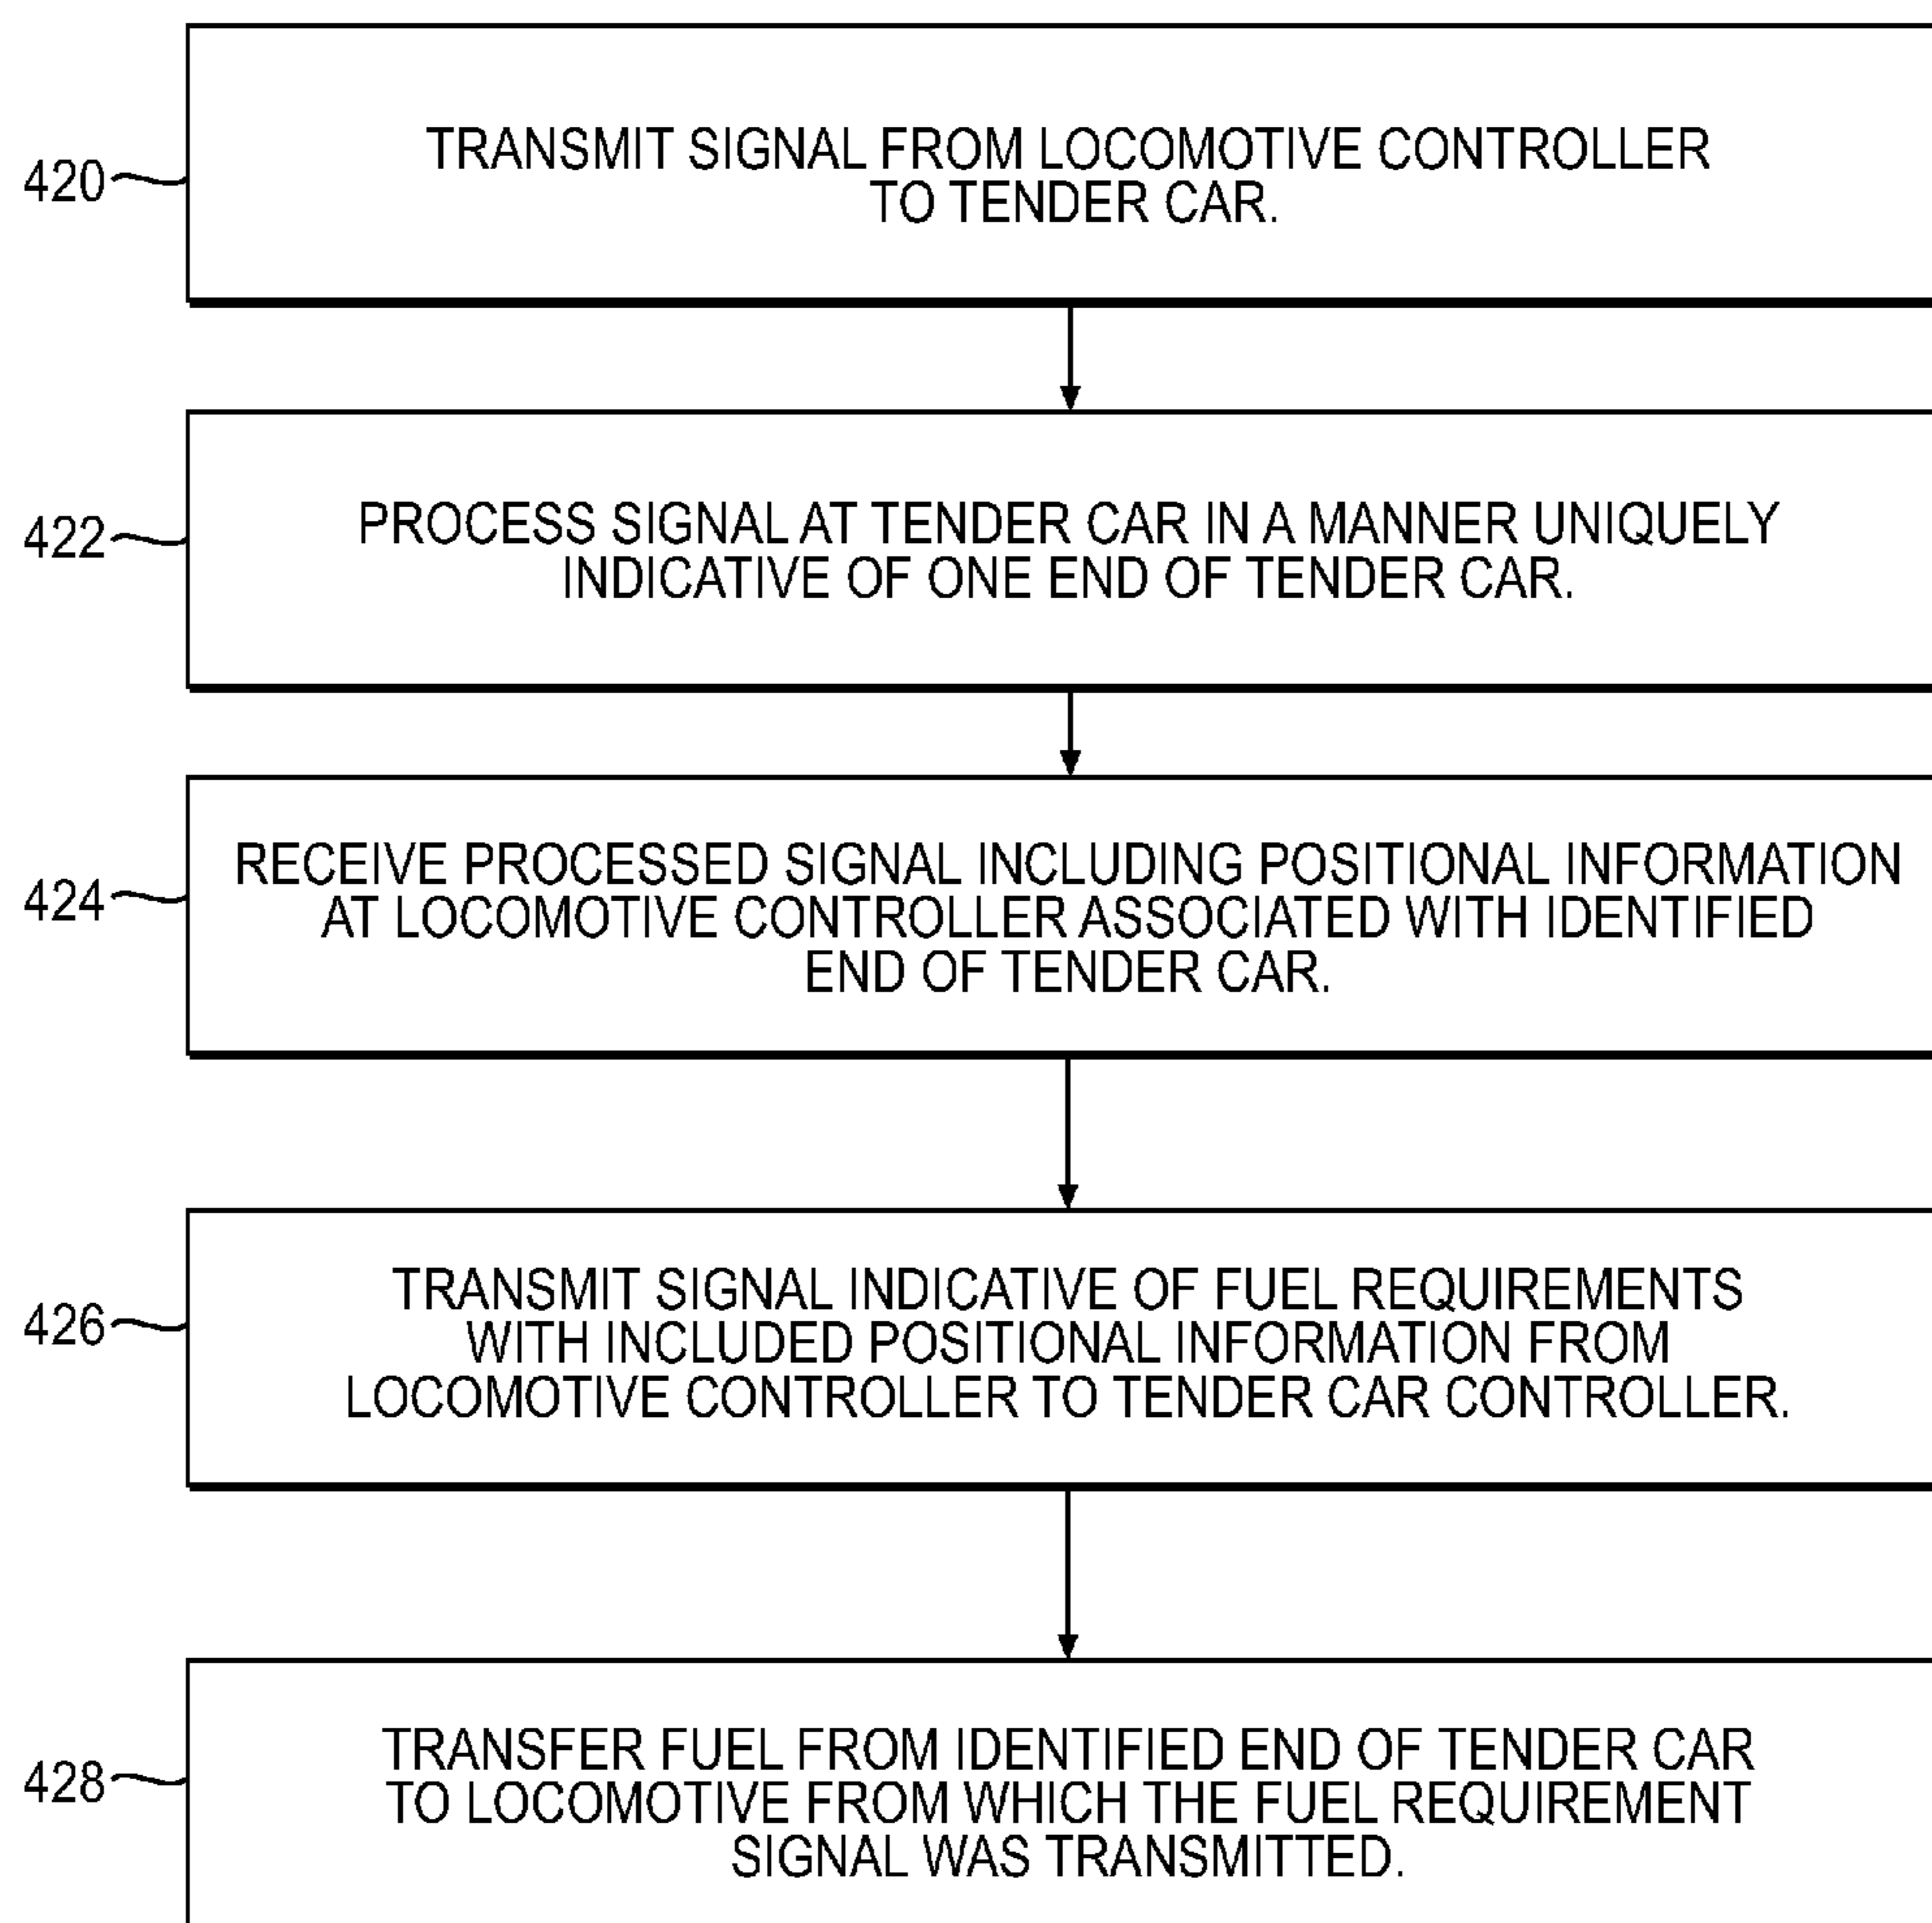 TRANSMIT SIGNAL FROM LOCOMOTIVE CONTROLLER
TO TENDER CAR.
420
PROCESS SIGNAL AT TENDER CAR IN A MANNER UNIQUELY
INDICATIVE OF ONE END OF TENDER CAR.
422
RECEIVE PROCESSED SIGNAL INCLUDING POSITIONAL INFORMATION
AT LOCOMOTIVE CONTROLLER ASSOCIATED WITH IDENTIFIED
END OF TENDER CAR.
424
TRANSMIT SIGNAL INDICATIVE OF FUEL REQUIREMENTS
WITH INCLUDED POSITIONAL INFORMATION FROM
LOCOMOTIVE CONTROLLER TO TENDER CAR CONTROLLER.
426
TRANSFER FUEL FROM IDENTIFIED END OF TENDER CAR
TO LOCOMOTIVE FROM WHICH THE FUEL REQUIREMENT
SIGNAL WAS TRANSMITTED.
428